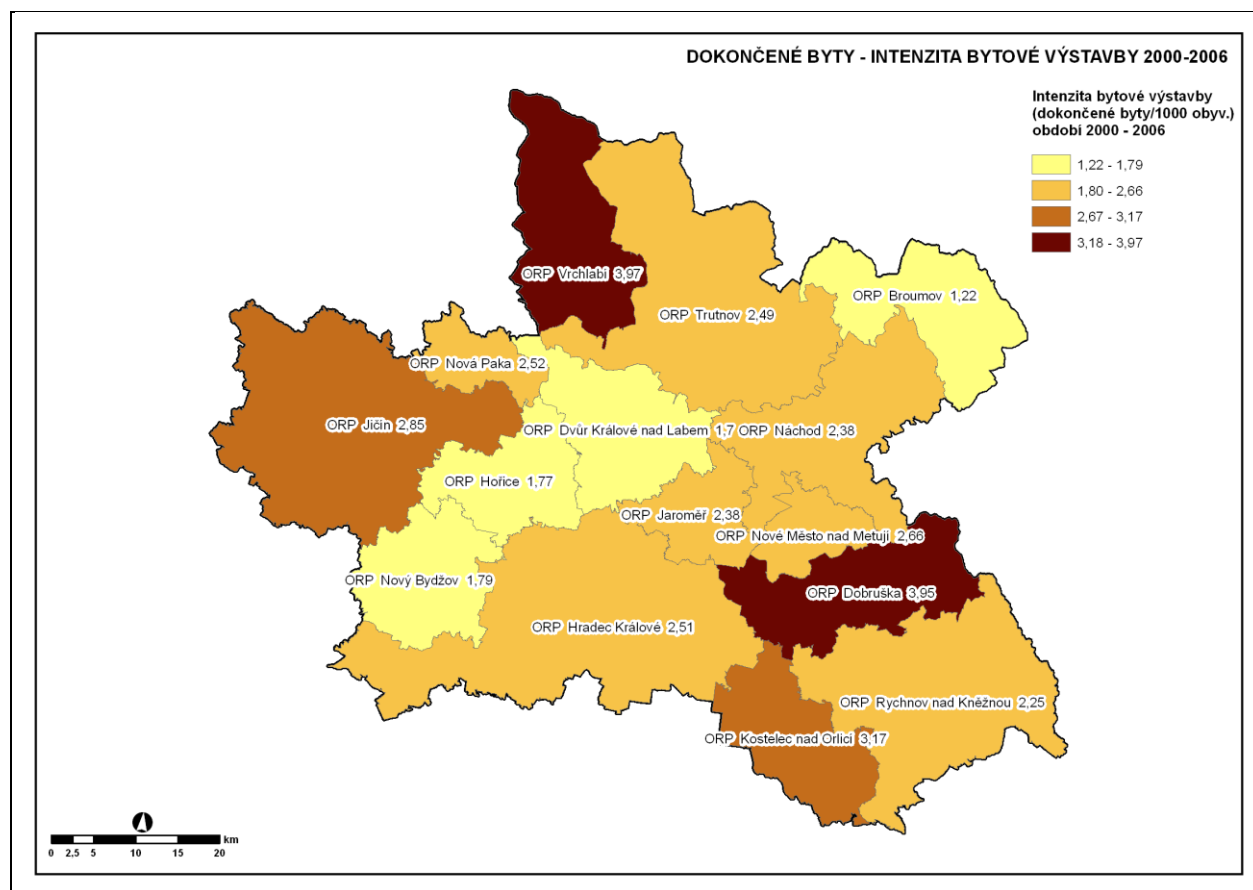 DOKONČENÉ BYTY - INTENZITA BYTOVÉ VÝSTAVBY 2000-2006
Intenzita bytové výstavby
(dokončené byty/1000 obyv.)
období 2000 - 2006
1,22 - 1,79
1,80 - 2,66
2,67 - 3,17
3,18 - 3,97
ORP Vrchlabí 3,97
ORP Broumov 1,22
ORP Trutnov 2,49
ORP Nová Paka 2,52
ORP Jičín 2,85
ORP Dvůr Králové nad Labem 1,7
ORP Náchod 2,38
ORP Hořice 1,77
ORP Jaroměř 2,38
ORP Nové Město nad Metují 2,66
ORP Nový Bydžov 1,79
ORP Dobruška 3,95
ORP Hradec Králové 2,51
ORP Rychnov nad Kněžnou 2,25
ORP Kostelec nad Orlicí 3,17
km
0 2,5 5 10 15 20